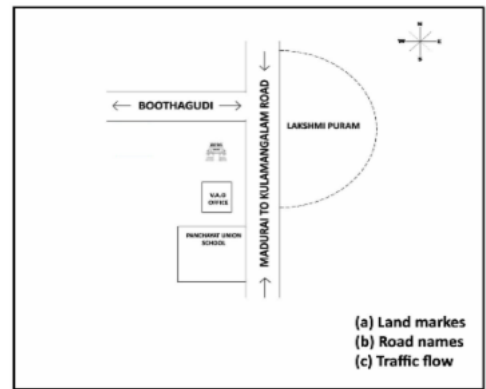 N
W E
S
BOOTHAGUDI
MADURAI TO KULAMANGALAM ROAD
LAKSHMI PURAM
V.A.O
OFFICE
PANCHAYAT UNION
SCHOOL
(a) Land markes
(b) Road names
(c) Traffic flow